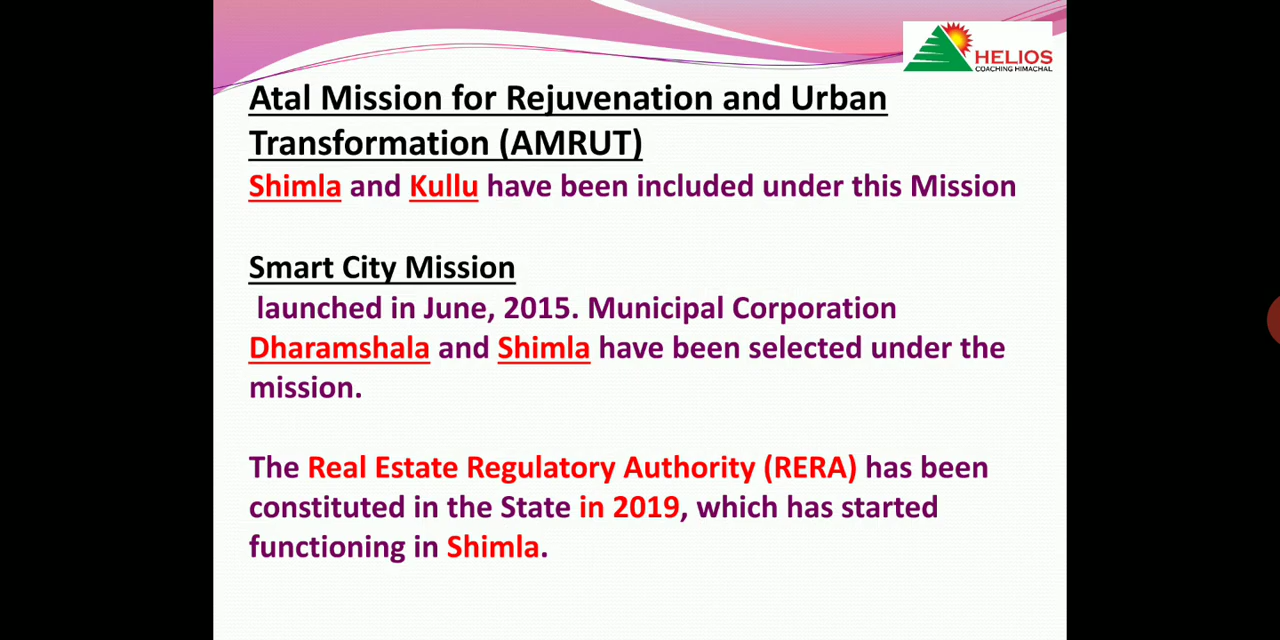 HELIOS
COACHING HIMACHAL
Atal Mission for Rejuvenation and Urban
Transformation (AMRUT)
Shimla and Kullu have been included under this Mission
Smart City Mission
launched in June, 2015. Municipal Corporation
Dharamshala and Shimla have been selected under the
mission.
The Real Estate Regulatory Authority (RERA) has been
constituted in the State in 2019, which has started
functioning in Shimla.